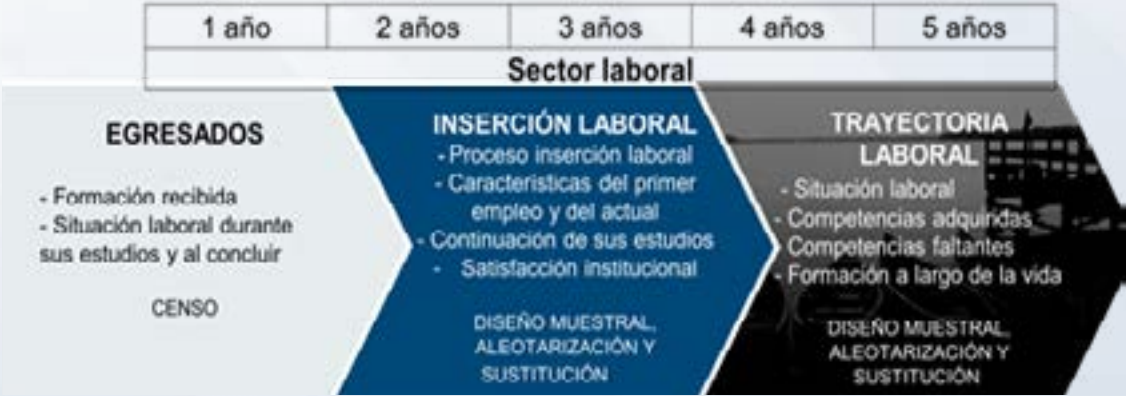 1 año 2 años 3 años 4 años 5 años
Sector laboral
EGRESADOS
- Formación recibida
- Situación laboral durante
sus estudios y al concluir
CENSO
INSERCIÓN LABORAL
- Proceso inserción laboral
- Características del primer
empleo y del actual
- Continuación de sus estudios
- Satisfacción institucional
DISEÑO MUESTRAL,
ALEOTARIZACIÓN Y
SUSTITUCIÓN
TRAYECTORIA
LABORAL
- Situación laboral
- Competencias adquiridas
- Competencias faltantes
- Formación a largo de la vida
DISEÑO MUESTRAL,
ALEOTARIZACIÓN Y
SUSTITUCIÓN